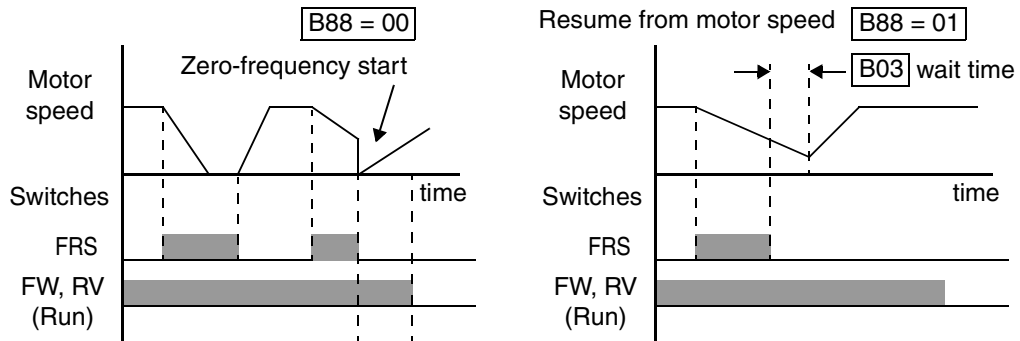 B88 = 00
Zero-frequency start
Motor
speed
Switches
time
FRS
FW, RV
(Run)
Resume from motor speed B88 = 01
B03 wait time
Motor
speed
Switches
time
FRS
FW, RV
(Run)